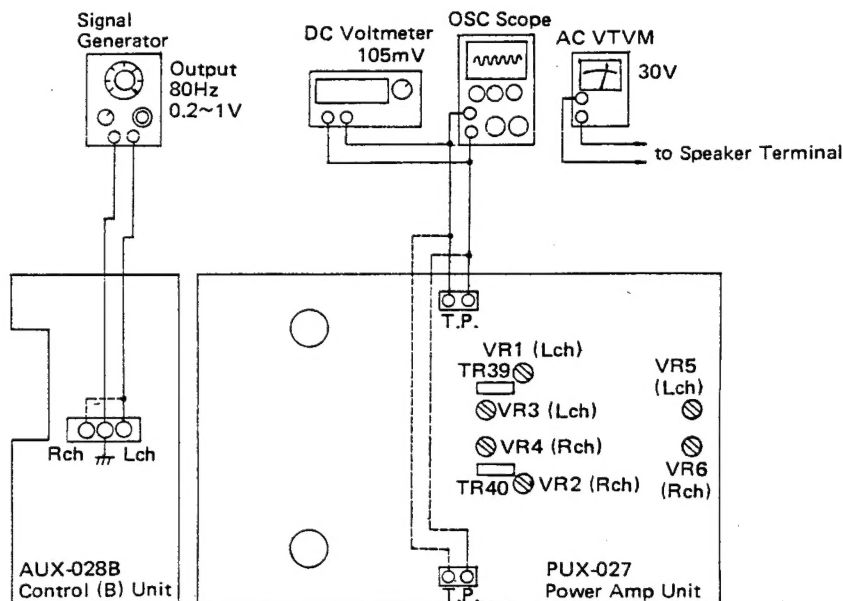 Signal
Generator
Output
80Hz
0.2~1V
DC Voltmeter
105mV
OSC Scope
AC VTVM
30V
to Speaker Terminal
T.P.
VR1 (Lch)
TR39
VR3 (Lch)
VR5
(Lch)
VR4 (Rch)
VR6
(Rch)
TR40
VR2 (Rch)
Rch
Lch
AUX-028B
Control (B) Unit
T.P.
PUX-027
Power Amp Unit